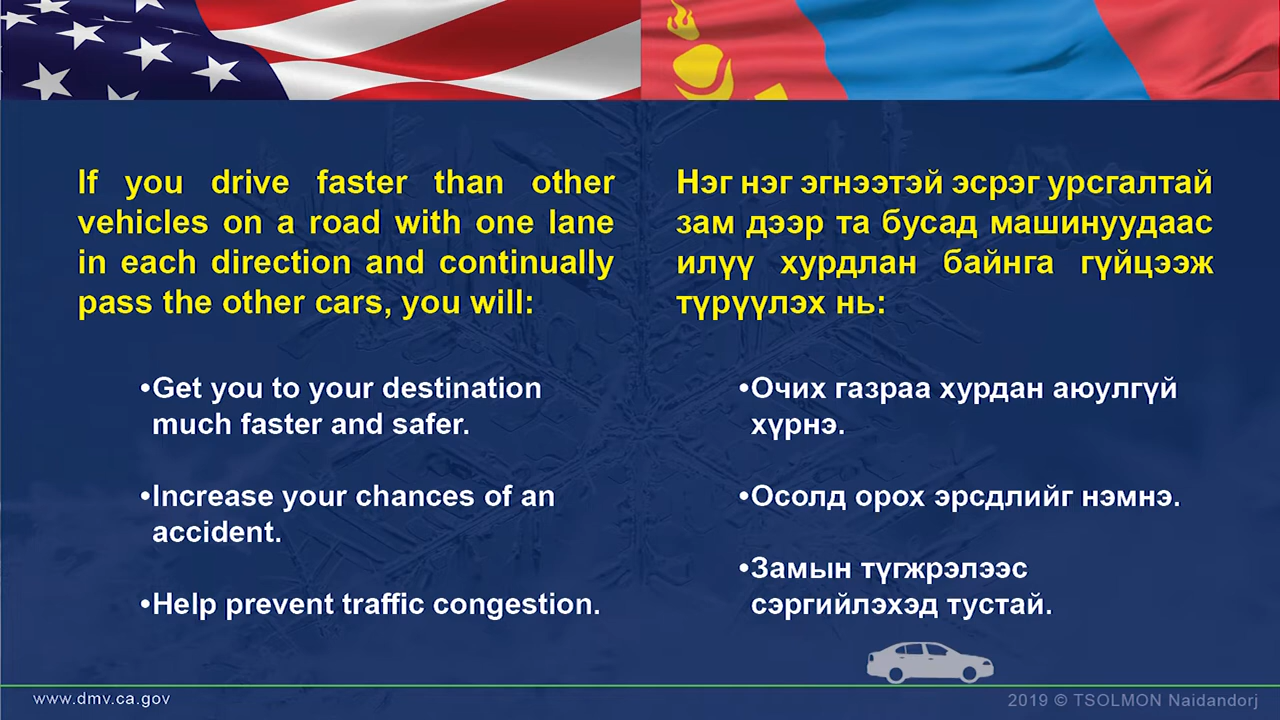 If you drive faster than other
vehicles on a road with one lane
in each direction and continually
pass the other cars, you will:
•Get you to your destination
much faster and safer.
•Increase your chances of an
accident.
•Help prevent traffic congestion.
Нэг нэг эгнээтэй эсрэг урсгалтай
зам дээр та бусад машинуудаас
илүү хурдлан байнга гүйцээж
түрүүлэх нь:
•Очих газраа хурдан аюулгүй
хүрнэ.
•Осолд орох эрсдлийг нэмнэ.
•Замын түгжрэлээс
сэргийлэхэд тустай.
www.dmv.ca.gov
2019 © TSOLMON Naidandorj